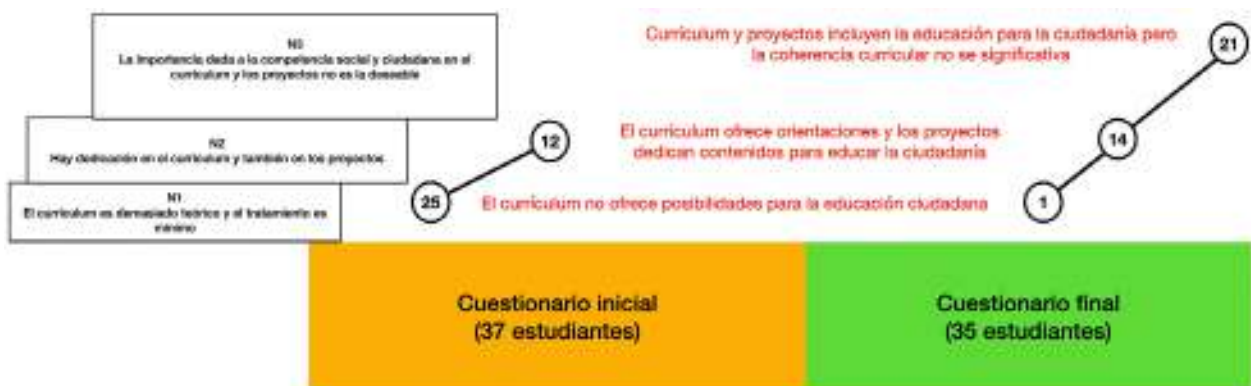 N3
La importancia dada a la competencia social y ciudadana en el
currículum y los proyectos no es la deseable
N2
Hay dedicación en el currículum y también en los proyectos
N1
El currículum es demasiado teórico y el tratamiento es
mínimo
25
12
Currículum y proyectos incluyen la educación para la ciudadanía pero
la coherencia curricular no se significativa
El currículum ofrece orientaciones y los proyectos
dedican contenidos para educar la ciudadanía
El currículum no ofrece posibilidades para la educación ciudadana
21
14
1
Cuestionario inicial
(37 estudiantes)
Cuestionario final
(35 estudiantes)